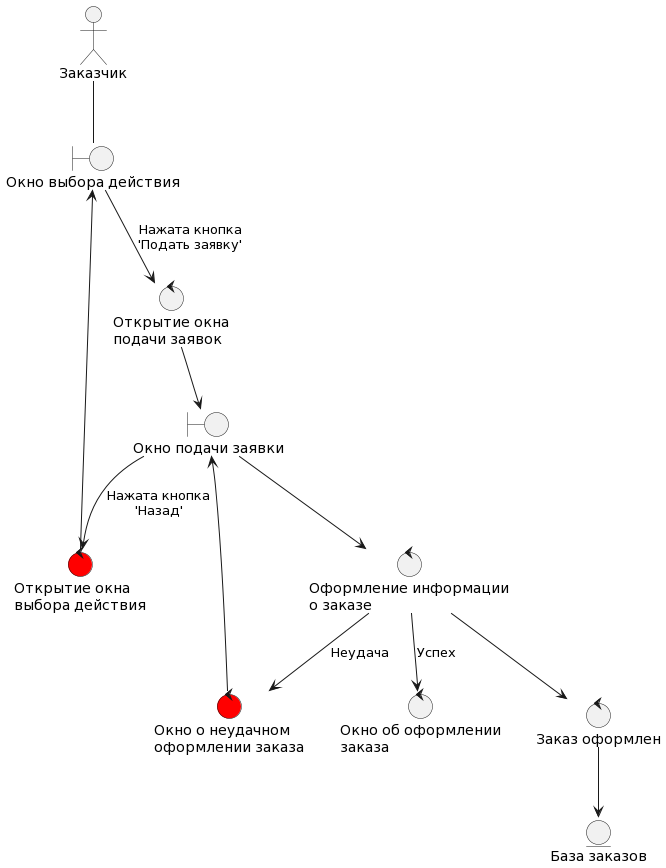 Заказчик
Окно выбора действия
Нажата кнопка
'Подать заявку'
Открытие окна
подачи заявок
Окно подачи заявки
Нажата кнопка
'Назад'
Открытие окна
выбора действия
Оформление информации
о заказе
Неудача
Успех
Окно о неудачном
оформлении заказа
Окно об оформлении
заказа
Заказ оформлен
База заказов